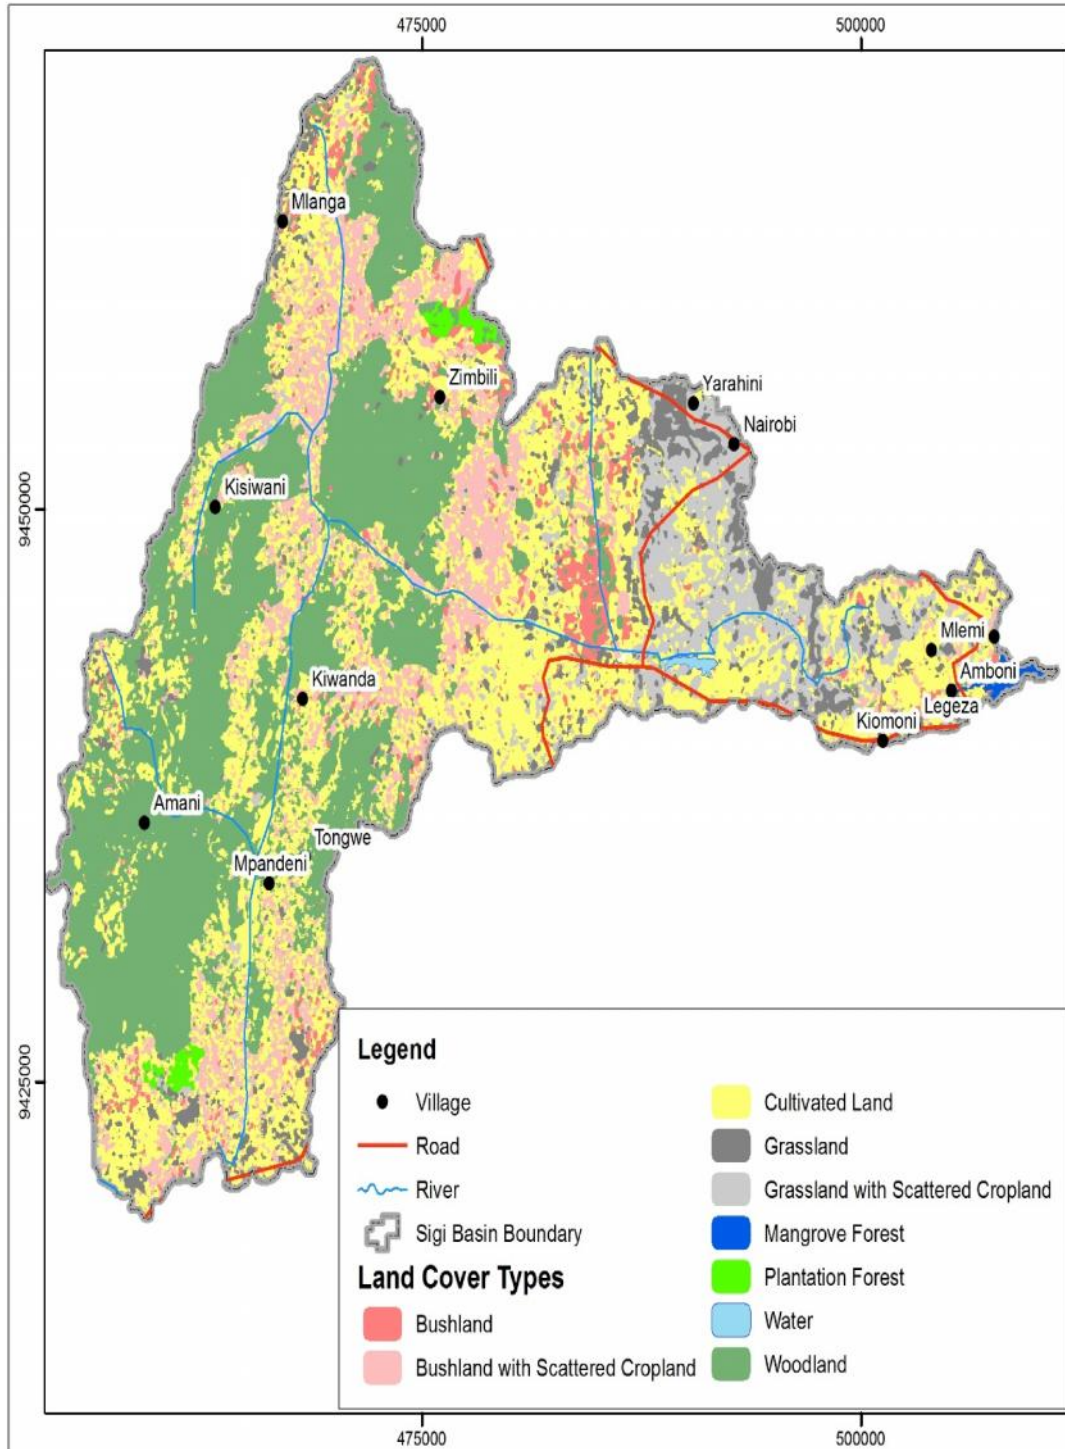 475000
500000
Mlanga
Zimbili
Yarahini
Nairobi
Kisiwani
9450000
Mlemi
Amboni
Kiwanda
Legeza
Kiomoni
Amani
Tongwe
Mpandeni
9425000
Legend
Village
Road
River
Sigi Basin Boundary
Land Cover Types
Bushland
Bushland with Scattered Cropland
Cultivated Land
Grassland
Grassland with Scattered Cropland
Mangrove Forest
Plantation Forest
Water
Woodland
475000
500000